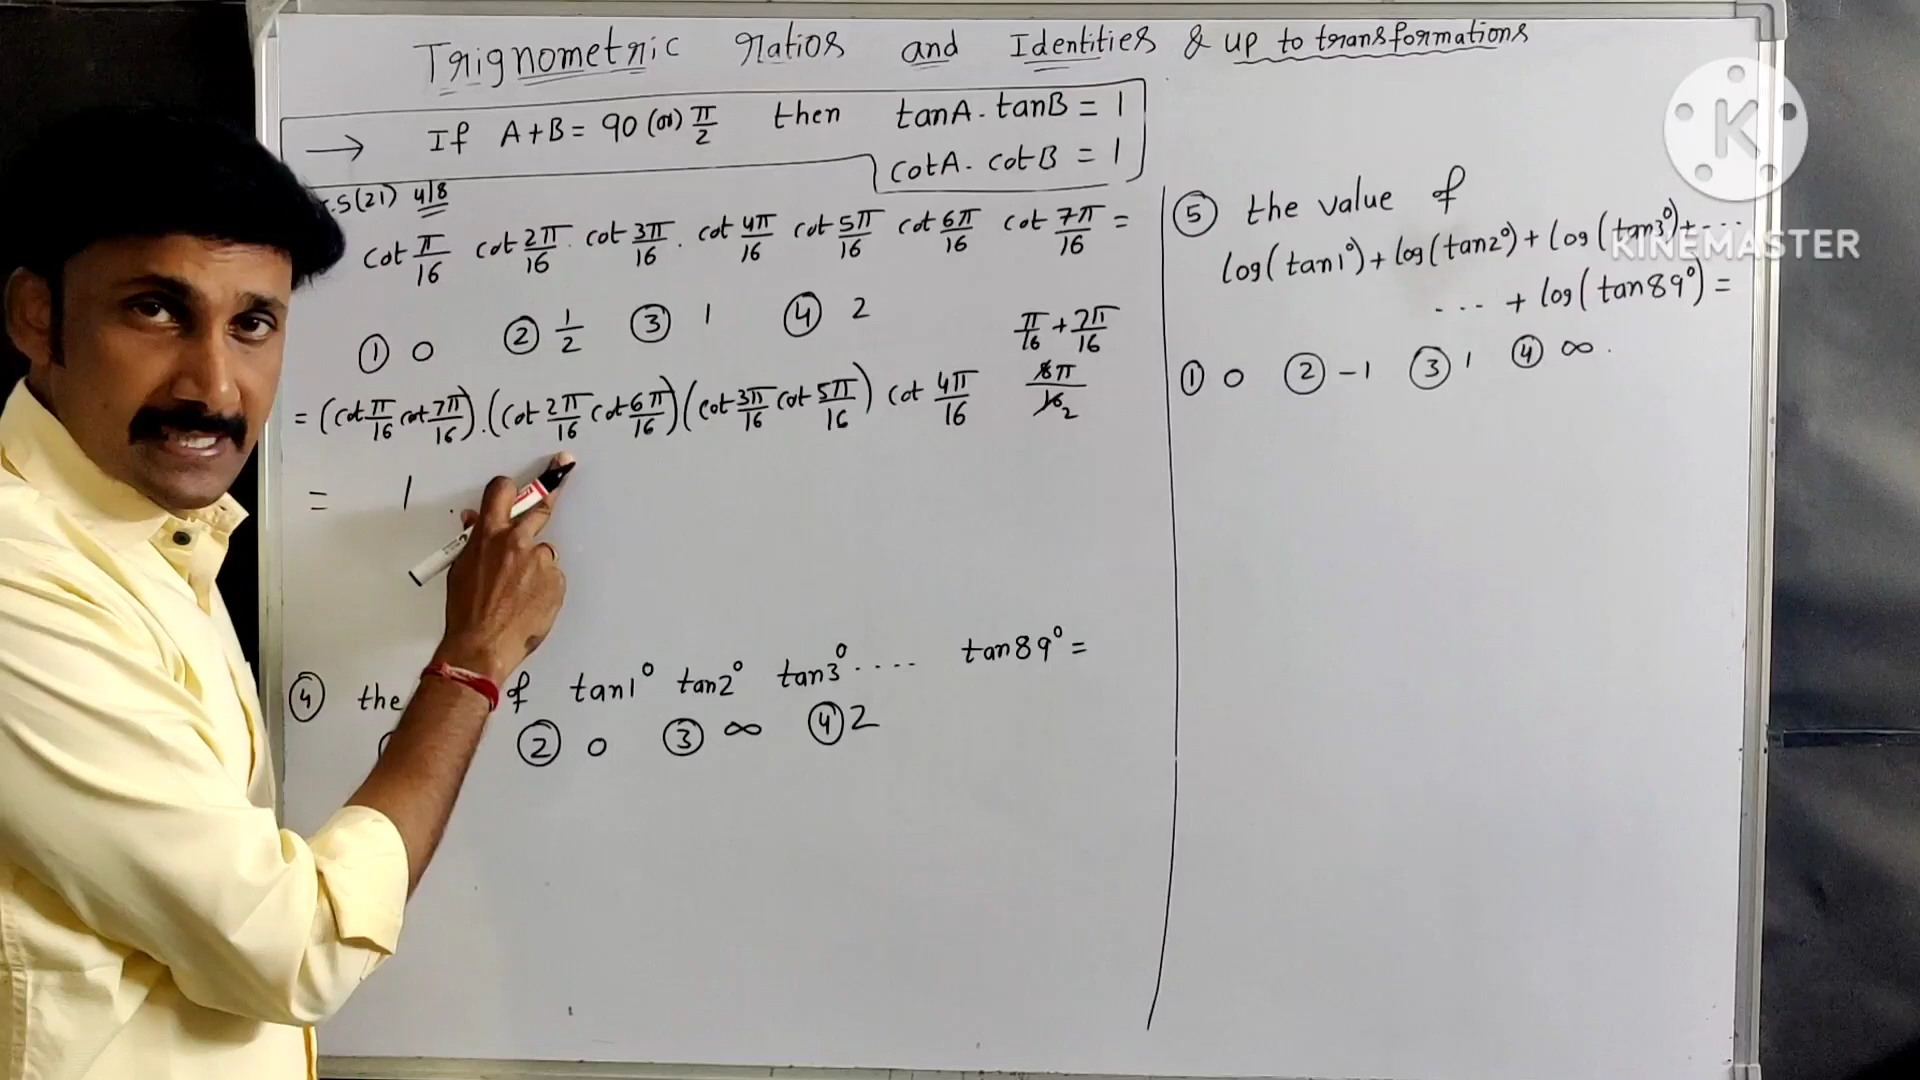 Trignometric ratios and Identities & up to transformations
→ If A+B = 90 (or) π/2 then tanA . tanB = 1
cotA . cotB = 1
.S(21) 4/8
cot π/16 cot 2π/16 . cot 3π/16 . cot 4π/16 cot 5π/16 cot 6π/16 cot 7π/16 =
① 0 ② 1/2 ③ 1 ④ 2
π/16 + 7π/16
8π/16 2
= (cot π/16 cot 7π/16) . (cot 2π/16 cot 6π/16) (cot 3π/16 cot 5π/16) cot 4π/16
= 1 .
④ the of tan1° tan2° tan3° .... tan89° =
② 0 ③ ∞ ④ 2
⑤ the value of
log(tan1°) + log(tan2°) + log(tan3°) + ...
... + log(tan89°) =
① 0 ② -1 ③ 1 ④ ∞ .
K
KINEMASTER